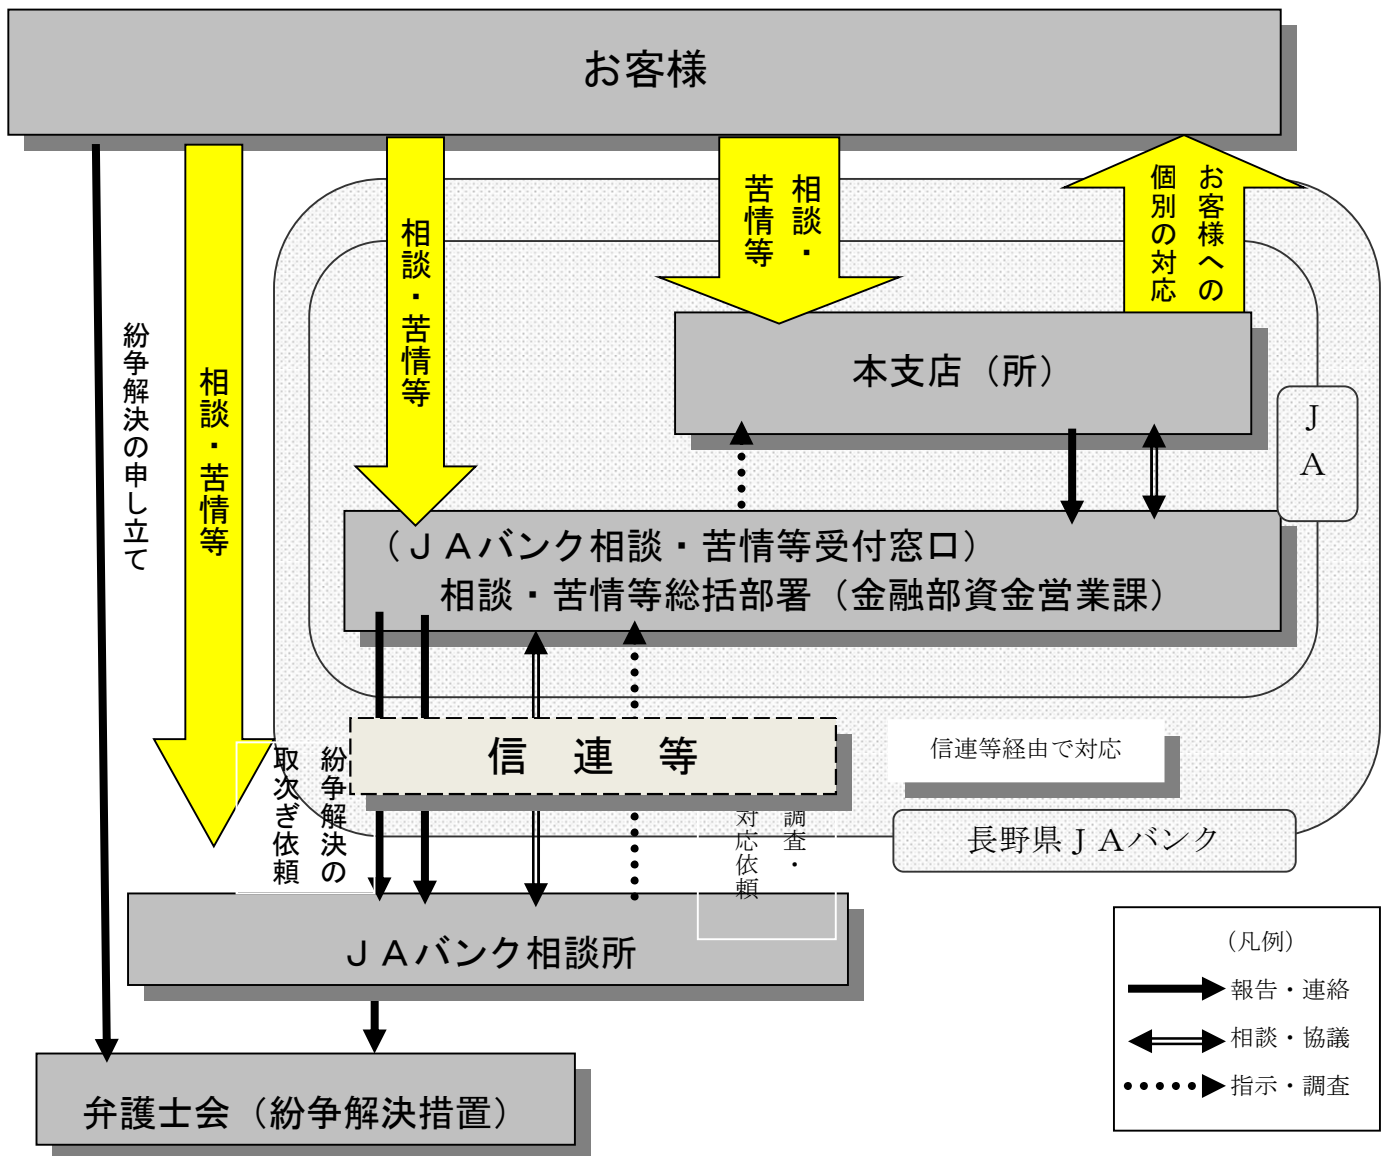 お客様
紛争解決の申し立て
相談・苦情等
相談・苦情等
相談・
苦情等
お客様への
個別の対応
本支店（所）
ＪＡ
（ＪＡバンク相談・苦情等受付窓口）
相談・苦情等総括部署（金融部資金営業課）
信　連　等
信連等経由で対応
紛争解決の
取次ぎ依頼
調査・
対応依頼
長野県ＪＡバンク
ＪＡバンク相談所
弁護士会（紛争解決措置）
（凡例）
報告・連絡
相談・協議
指示・調査